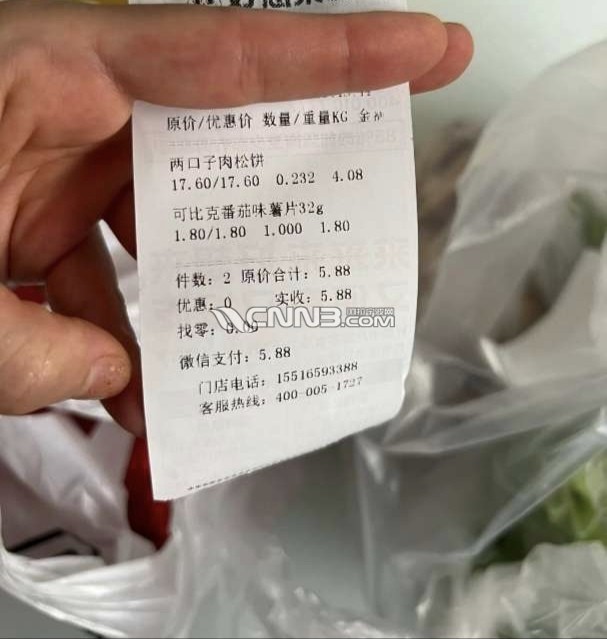 原价/优惠价 数量/重量KG 金
两口子肉松饼
17.60/17.60 0.232 4.08
可比克番茄味薯片32g
1.80/1.80 1.000 1.80
件数: 2 原价合计: 5.88
优惠: 0 实收: 5.88
CNN3.COM
找零: 0.00
微信支付: 5.88
门店电话: 15516593388
客服热线: 400-005-1727